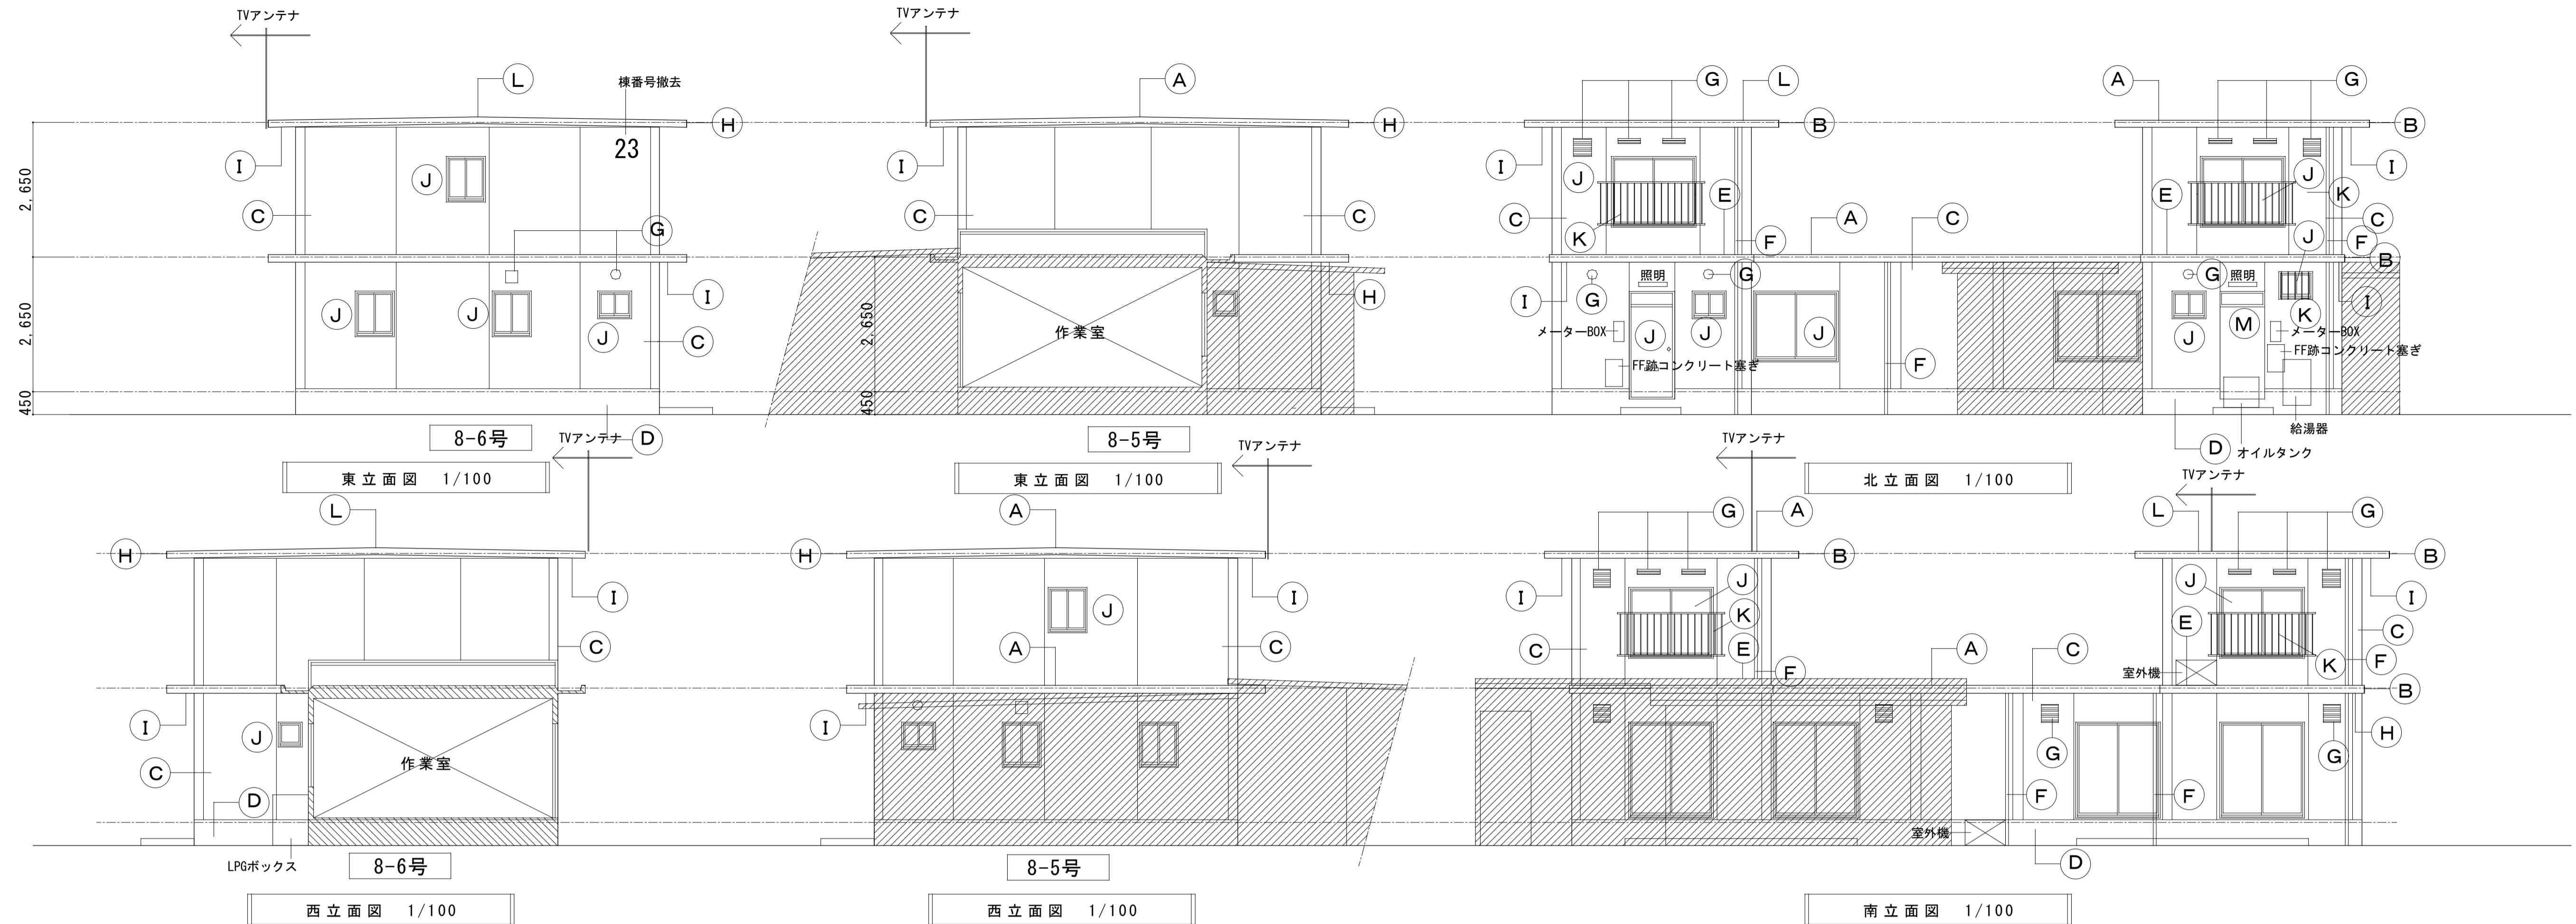 TVアンテナ
L
棟番号撤去
H
23
I
J
C
G
J
J
J
I
C
2,650
2,650
450
D
8-6号
東立面図 1/100
TVアンテナ
A
H
I
C
C
H
2,650
450
作業室
8-5号
東立面図 1/100
G
L
A
G
B
B
I
I
J
J
E
E
K
C
K
C
A
C
K
F
J
F
B
照明
G
G
G
照明
I
I
J
J
J
J
M
K
メーターBOX
メーターBOX
FF跡コンクリート塞ぎ
FF跡コンクリート塞ぎ
F
給湯器
D
オイルタンク
北立面図 1/100
TVアンテナ
L
H
I
C
I
J
C
作業室
D
LPGボックス
8-6号
西立面図 1/100
TVアンテナ
A
H
I
J
A
C
I
8-5号
西立面図 1/100
TVアンテナ
TVアンテナ
G
A
L
G
B
B
I
J
J
I
K
E
C
C
E
F
C
A
K
F
室外機
B
G
G
H
F
F
室外機
D
南立面図 1/100